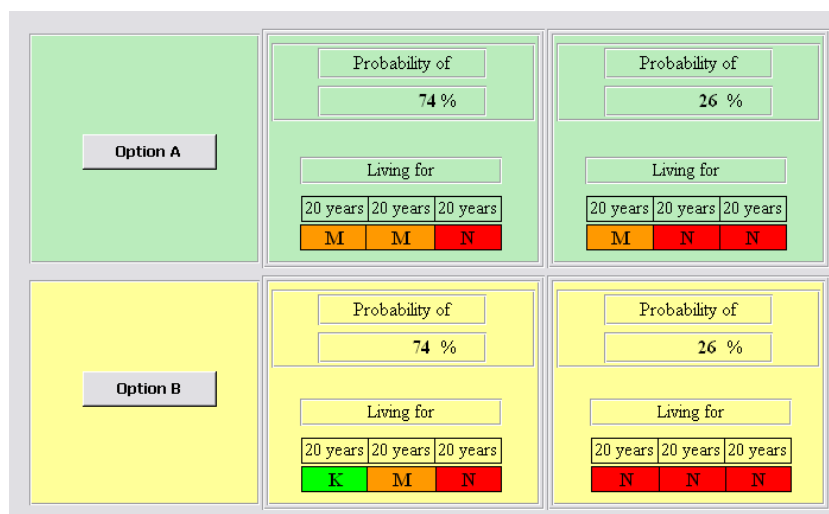 Probability of Probability of
74 % 26 %
Option A
Living for Living for
20 years 20 years 20 years 20 years 20 years 20 years
M M N M N N
Probability of Probability of
74 % 26 %
Option B
Living for Living for
20 years 20 years 20 years 20 years 20 years 20 years
K M N N N N